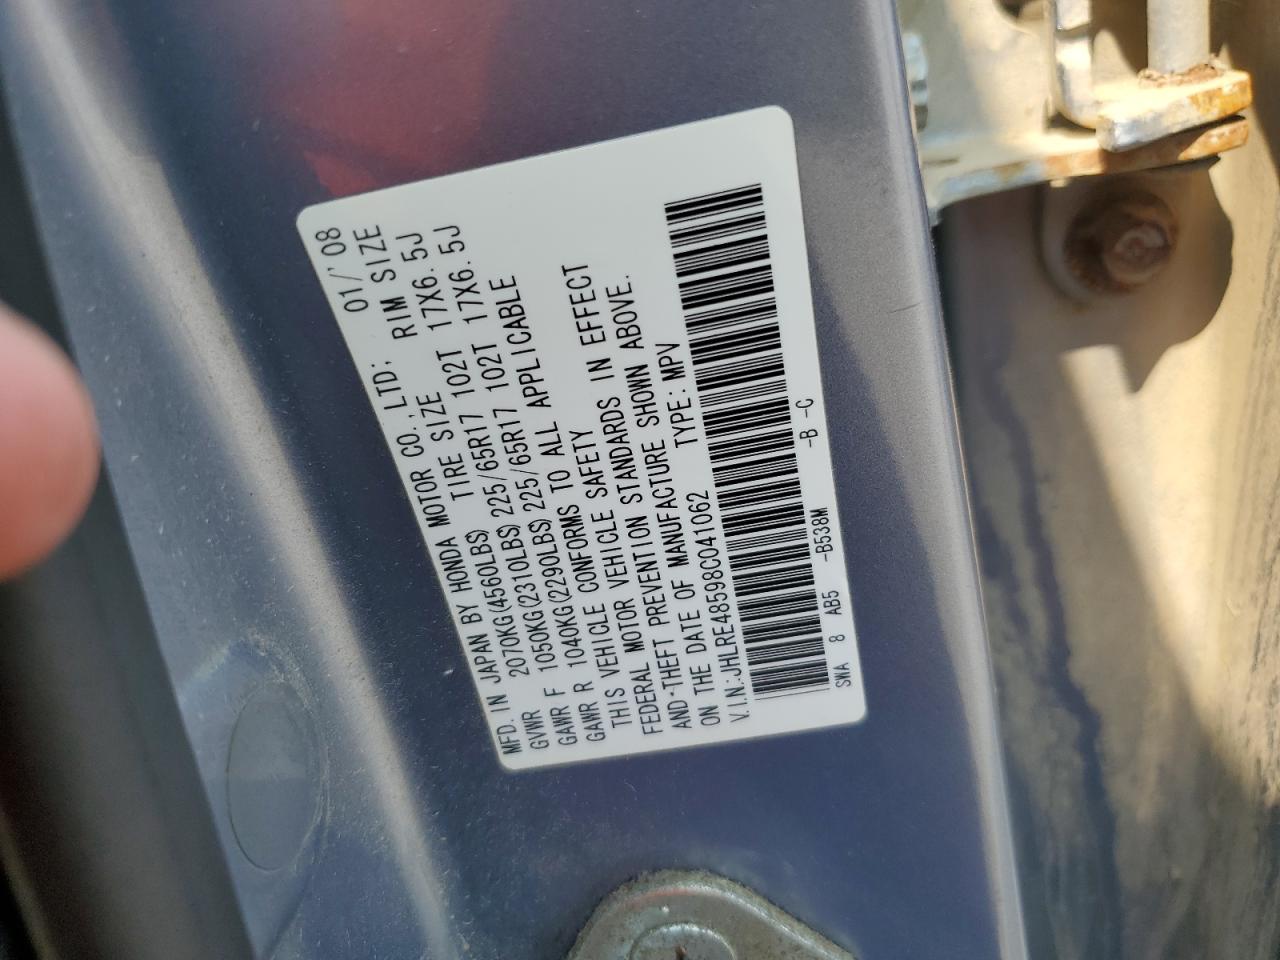 MFD. IN JAPAN BY HONDA MOTOR CO.,LTD; 01/'08
GVWR 2070KG(4560LBS) TIRE SIZE RIM SIZE
GAWR F 1050KG(2310LBS) 225/65R17 102T 17X6.5J
GAWR R 1040KG(2290LBS) 225/65R17 102T 17X6.5J
THIS VEHICLE CONFORMS TO ALL APPLICABLE
FEDERAL MOTOR VEHICLE SAFETY
AND-THEFT PREVENTION STANDARDS IN EFFECT
ON THE DATE OF MANUFACTURE SHOWN ABOVE.
V.I.N.:JHLRE48598C041062 TYPE:MPV
SWA 8 AB5 -B538M -B -C